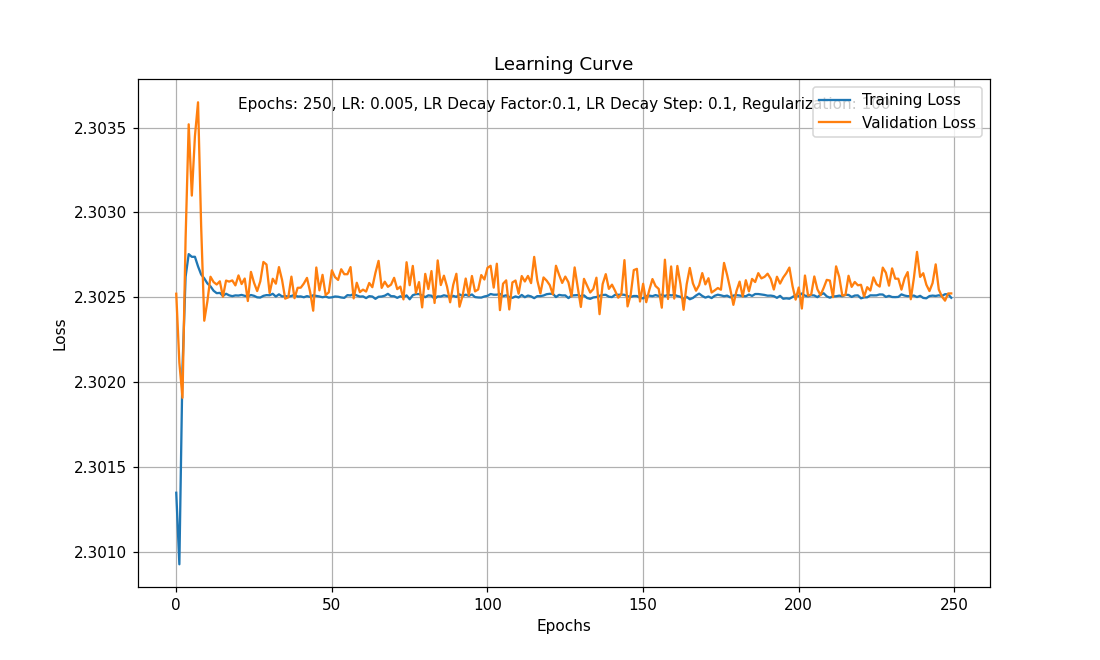 Learning Curve
Epochs: 250, LR: 0.005, LR Decay Factor:0.1, LR Decay Step: 0.1, Regularization:
Training Loss
Validation Loss
2.3035
2.3030
2.3025
2.3020
2.3015
2.3010
Loss
0 50 100 150 200 250
Epochs